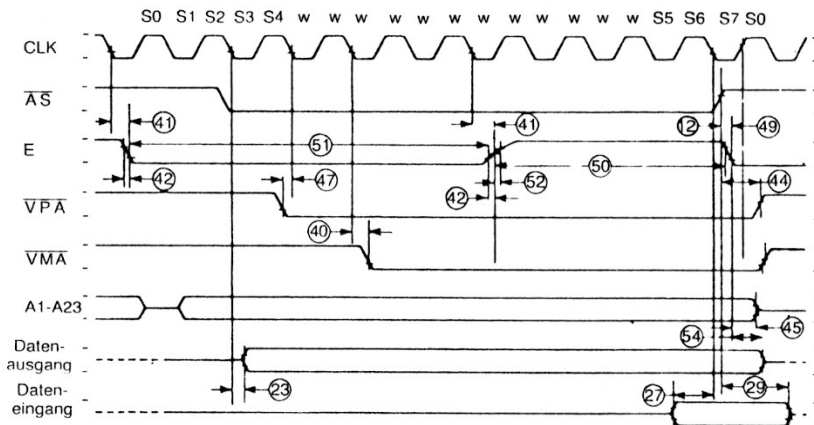 S0 S1 S2 S3 S4 w w w w w w w w w w w w S5 S6 S7 S0
CLK
AS
41 41 12 49
E 51 50
42 47 42 52 44
VPA
40
VMA
A1-A23
54 45
Daten-
ausgang
23 27 29
Daten-
eingang